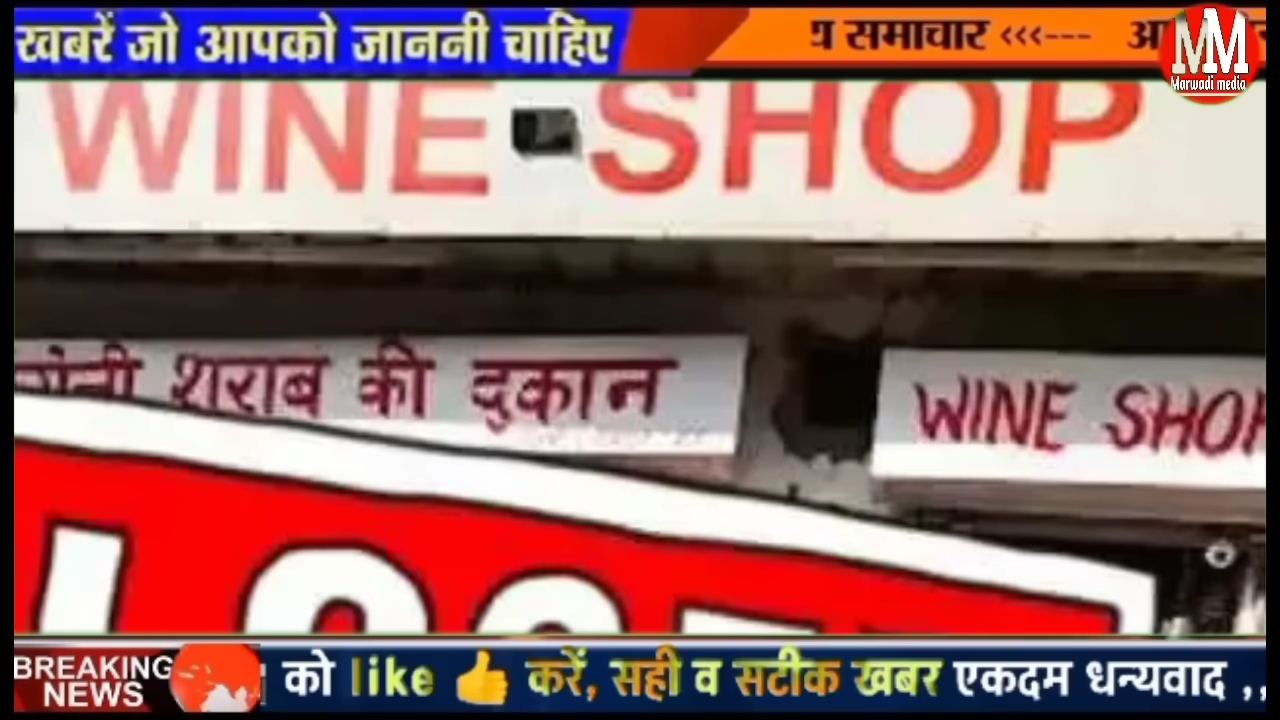 खबरें जो आपको जाननी चाहिए
समाचार <<<---
MM
Marwadi media
WINE SHOP
शराब की दुकान
WINE SHOP
BREAKING
NEWS
को like 👍 करें, सही व सटीक खबर एकदम धन्यवाद ,,